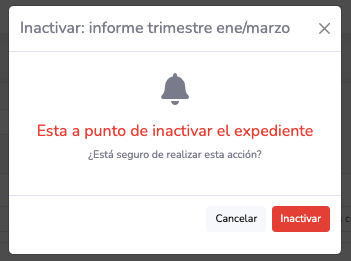 Inactivar: informe trimestre ene/marzo
Esta a punto de inactivar el expediente
¿Está seguro de realizar esta acción?
Cancelar
Inactivar